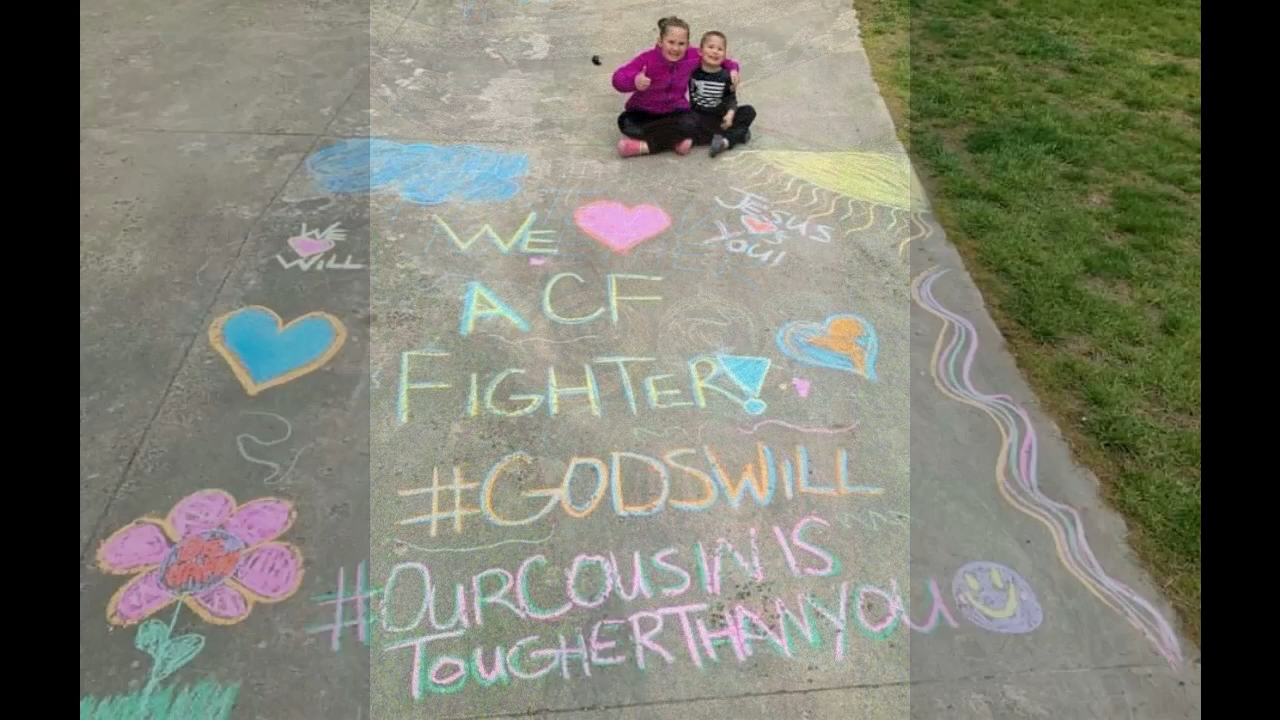 WE
JESUS
YOU!
WE
WILL
A CF
FIGHTER!
#GODSWILL
#OURCOUSINIS
TOUGHERTHANYOU